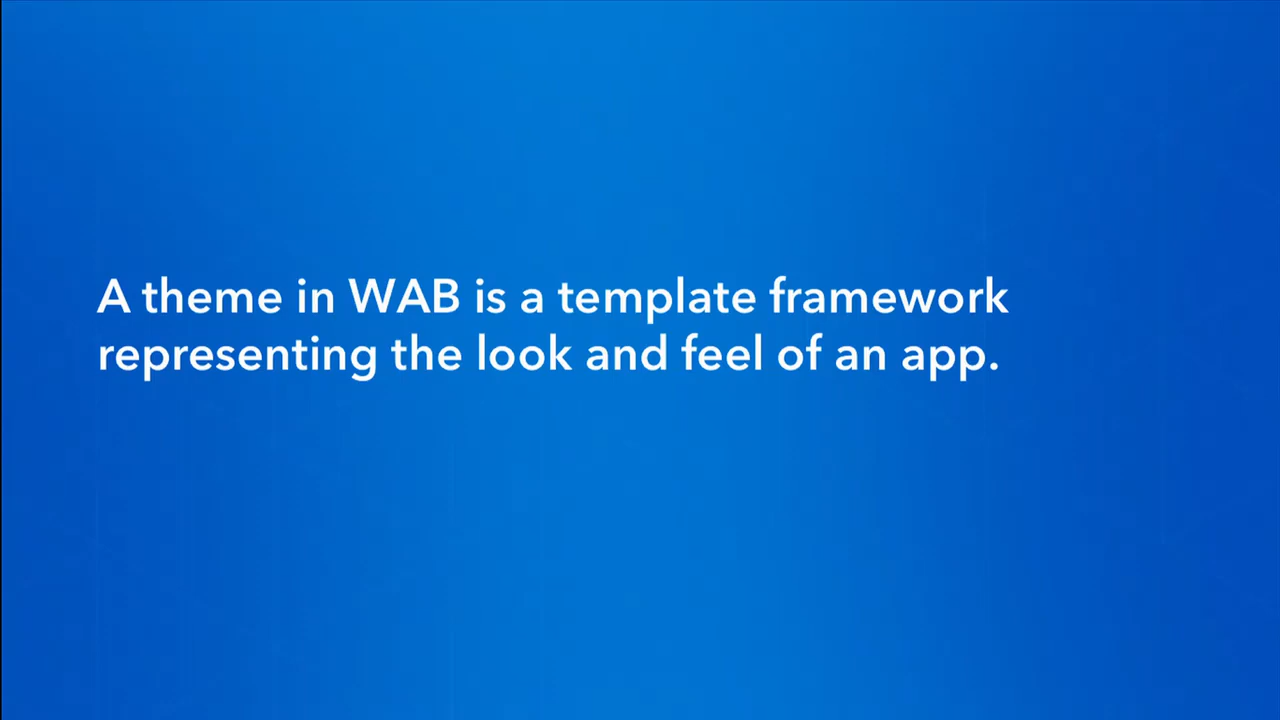 A theme in WAB is a template framework
representing the look and feel of an app.